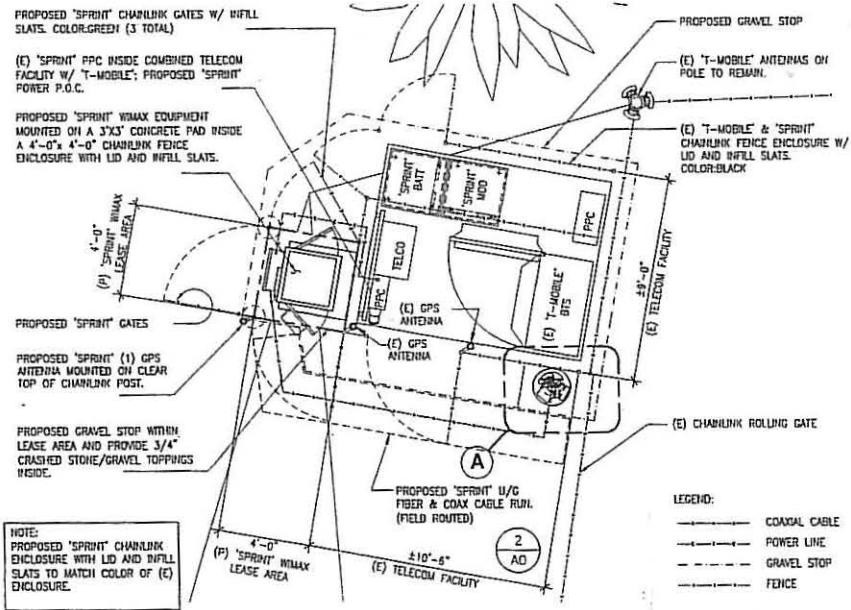 PROPOSED 'SPRINT' CHAINLINK GATES W/ INFILL
SLATS. COLOR:GREEN (3 TOTAL)
(E) 'SPRINT' PPC INSIDE COMBINED TELECOM
FACILITY W/ 'T-MOBILE'; PROPOSED 'SPRINT'
POWER P.O.C.
PROPOSED 'SPRINT' WIMAX EQUIPMENT
MOUNTED ON A 3'X3' CONCRETE PAD INSIDE
A 4'-0"x 4'-0" CHAINLINK FENCE
ENCLOSURE WITH LID AND INFILL SLATS.
4'-0"
(P) 'SPRINT' WIMAX
LEASE AREA
PROPOSED 'SPRINT' GATES
PROPOSED 'SPRINT' (1) GPS
ANTENNA MOUNTED ON CLEAR
TOP OF CHAINLINK POST.
PROPOSED GRAVEL STOP WITHIN
LEASE AREA AND PROVIDE 3/4"
CRASHED STONE/GRAVEL TOPPINGS
INSIDE.
NOTE:
PROPOSED 'SPRINT' CHAINLINK
ENCLOSURE WITH LID AND INFILL
SLATS TO MATCH COLOR OF (E)
ENCLOSURE.
'SPRINT'
BATT
'SPRINT'
MOD
PPC
TELCO
PPC
(E) GPS
ANTENNA
(E) GPS
ANTENNA
(E) 'T-MOBILE'
BTS
A
PROPOSED 'SPRINT' U/G
FIBER & COAX CABLE RUN.
(FIELD ROUTED)
2
A0
4'-0"
(P) 'SPRINT' WIMAX
LEASE AREA
±10'-6"
(E) TELECOM FACILITY
PROPOSED GRAVEL STOP
(E) 'T-MOBILE' ANTENNAS ON
POLE TO REMAIN.
(E) 'T-MOBILE' & 'SPRINT'
CHAINLINK FENCE ENCLOSURE W/
LID AND INFILL SLATS.
COLOR:BLACK
±9'-0"
(E) TELECOM FACILITY
(E) CHAINLINK ROLLING GATE
LEGEND:
COAXIAL CABLE
POWER LINE
GRAVEL STOP
FENCE